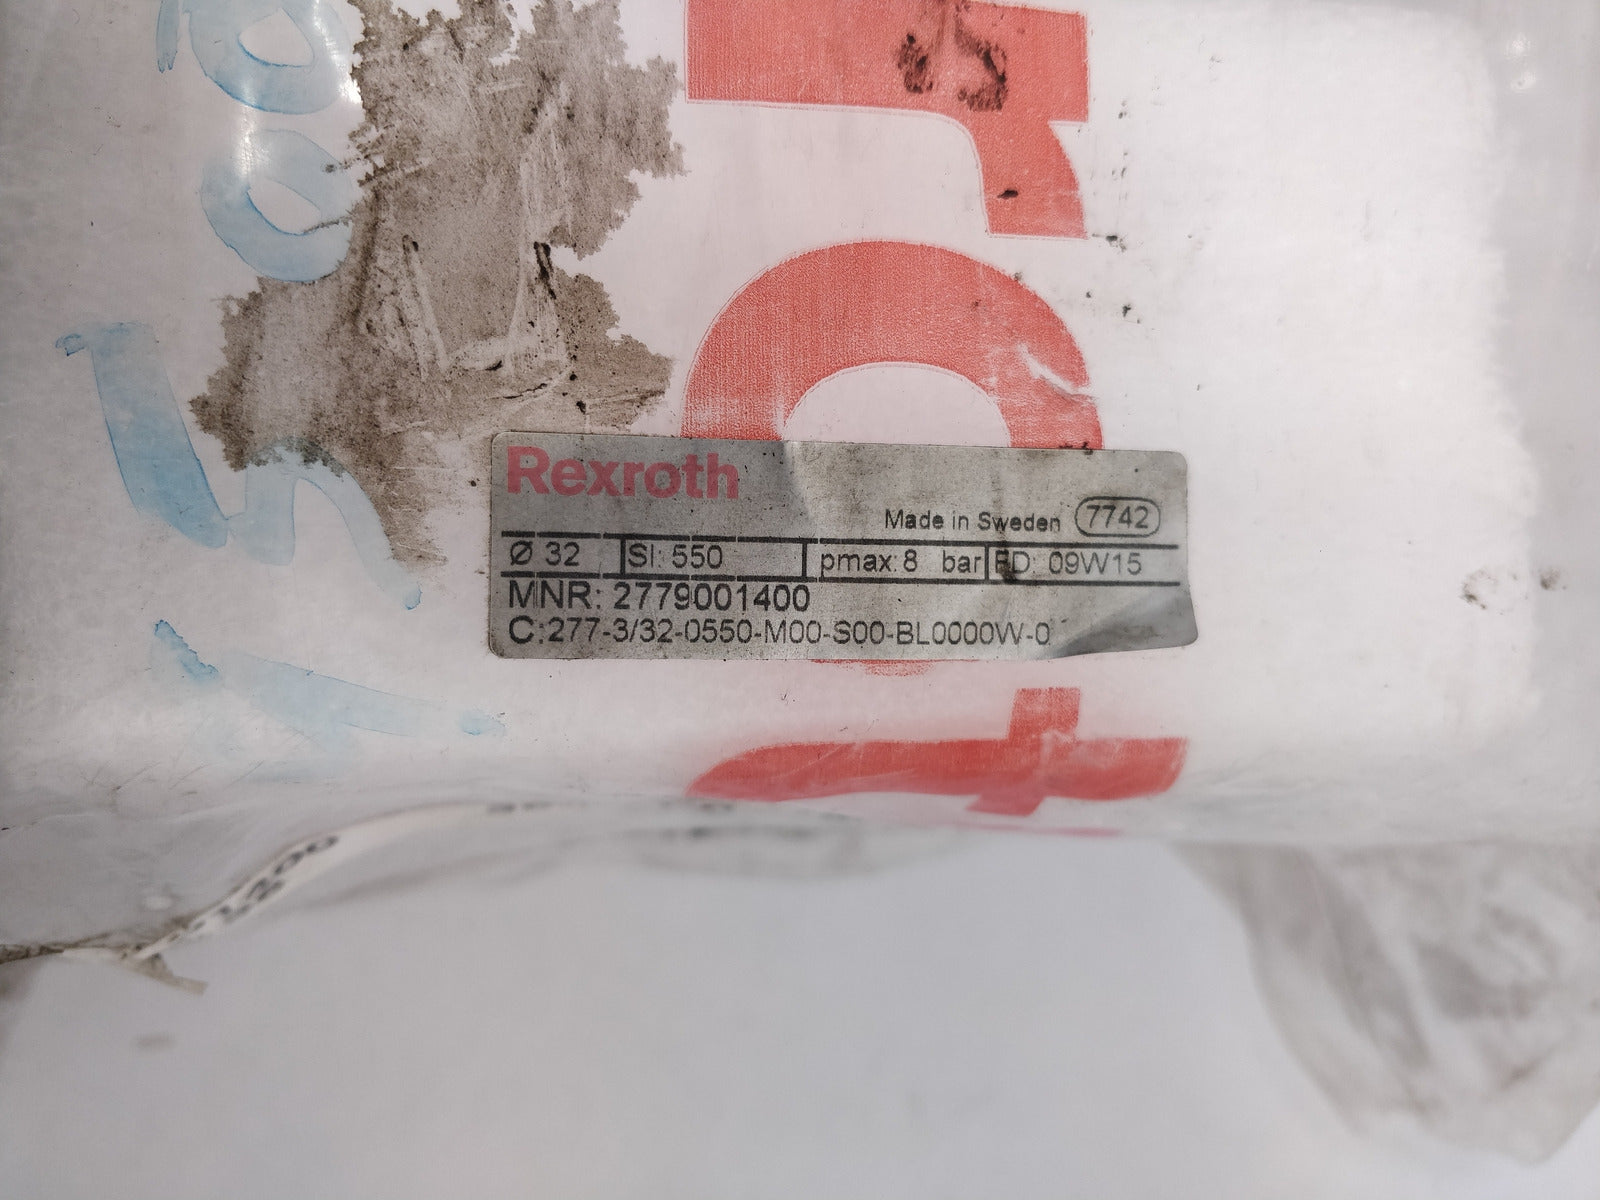 Rexroth
Made in Sweden 7742
Ø 32 SI: 550 pmax: 8 bar FD: 09W15
MNR: 2779001400
C:277-3/32-0550-M00-S00-BL0000W-0